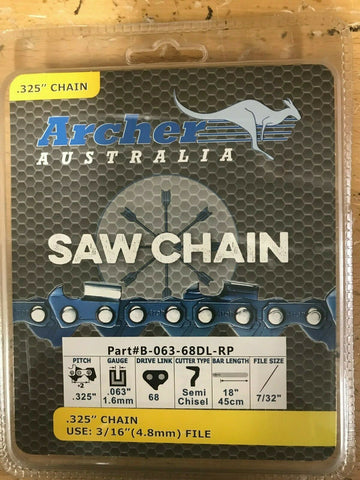 .325" CHAIN
Archer
AUSTRALIA
SAW CHAIN
Part#B-063-68DL-RP
PITCH GAUGE DRIVE LINK CUTTER TYPE BAR LENGTH FILE SIZE
÷2
.325" .063" 1.6mm 68 Semi Chisel 18" 45cm 7/32"
.325" CHAIN
USE: 3/16"(4.8mm) FILE